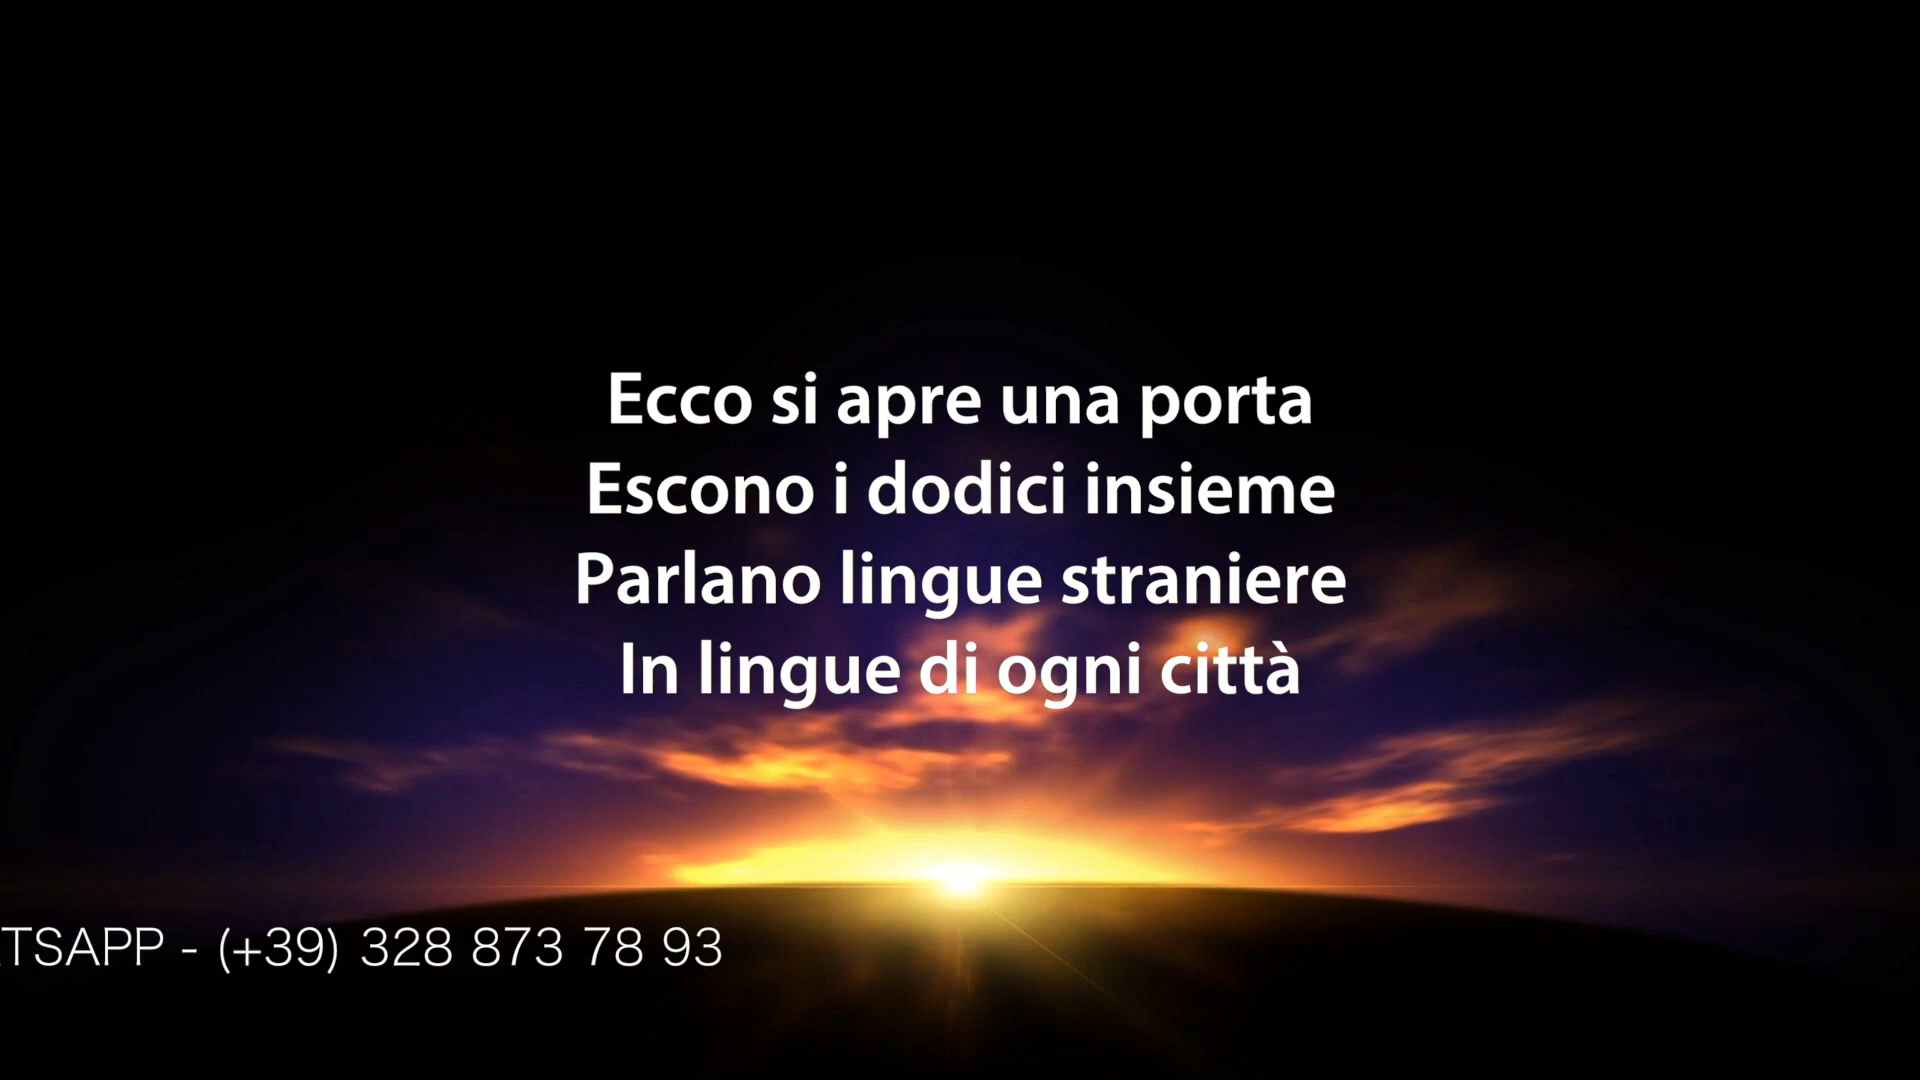 Ecco si apre una porta
Escono i dodici insieme
Parlano lingue straniere
In lingue di ogni città
TSAPP - (+39) 328 873 78 93